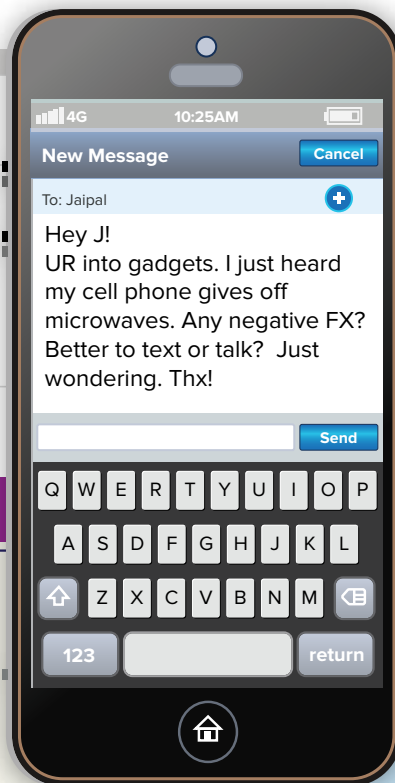 4G 10:25AM
New Message Cancel
To: Jaipal
Hey J!
UR into gadgets. I just heard
my cell phone gives off
microwaves. Any negative FX?
Better to text or talk?  Just
wondering. Thx!
Send
Q W E R T Y U I O P
A S D F G H J K L
Z X C V B N M
123 return